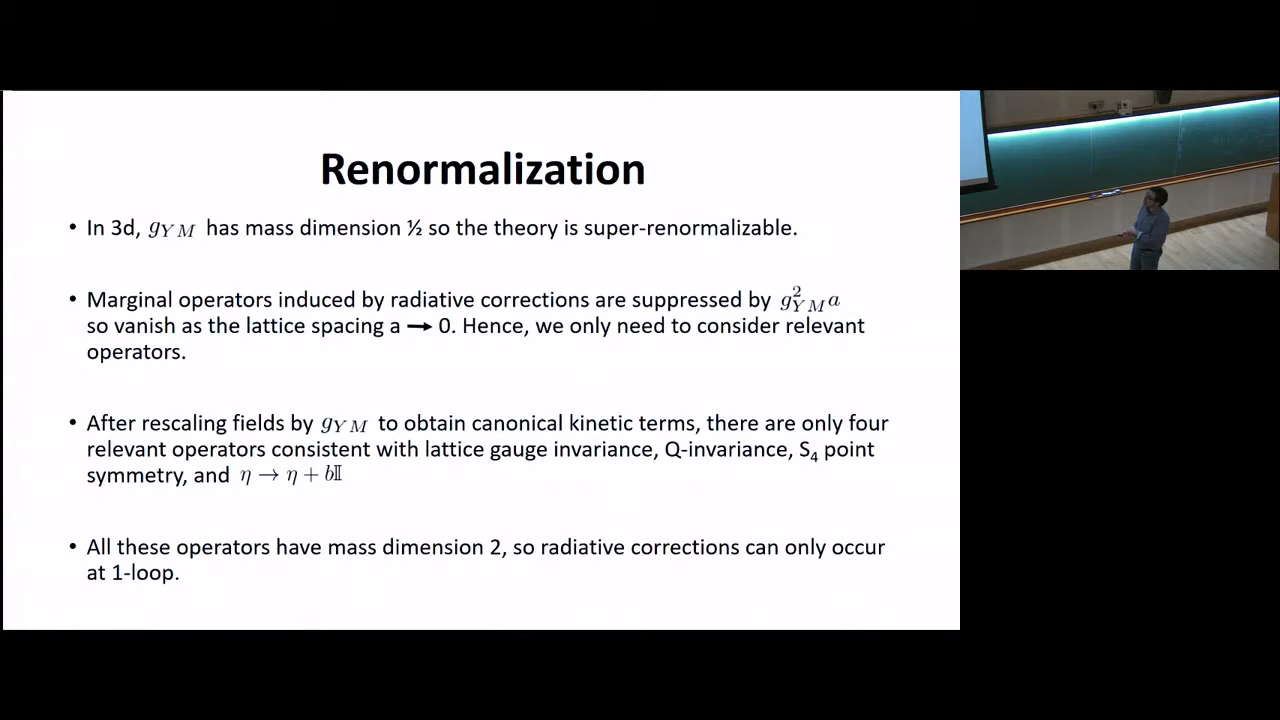 Renormalization
• In 3d, g_{YM} has mass dimension ½ so the theory is super-renormalizable.
• Marginal operators induced by radiative corrections are suppressed by g²_{YM}a
so vanish as the lattice spacing a → 0. Hence, we only need to consider relevant
operators.
• After rescaling fields by g_{YM} to obtain canonical kinetic terms, there are only four
relevant operators consistent with lattice gauge invariance, Q-invariance, S₄ point
symmetry, and η → η + b𝕀
• All these operators have mass dimension 2, so radiative corrections can only occur
at 1-loop.